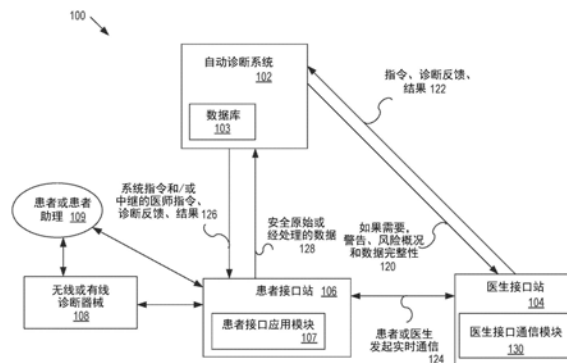 100
自动诊断系统
102
数据库
103
指令、诊断反馈、
结果 122
患者或患者
助理 109
系统指令和/或
中继的医师指令、
诊断反馈、结果126
安全原始或
经处理的数据
128
如果需要,
警告、风险概况
和数据完整性
120
无线或有线
诊断器械
108
患者接口站 106
患者接口应用模块
107
医生接口站
104
医生接口通信模块
130
患者或医生
发起实时通信
124